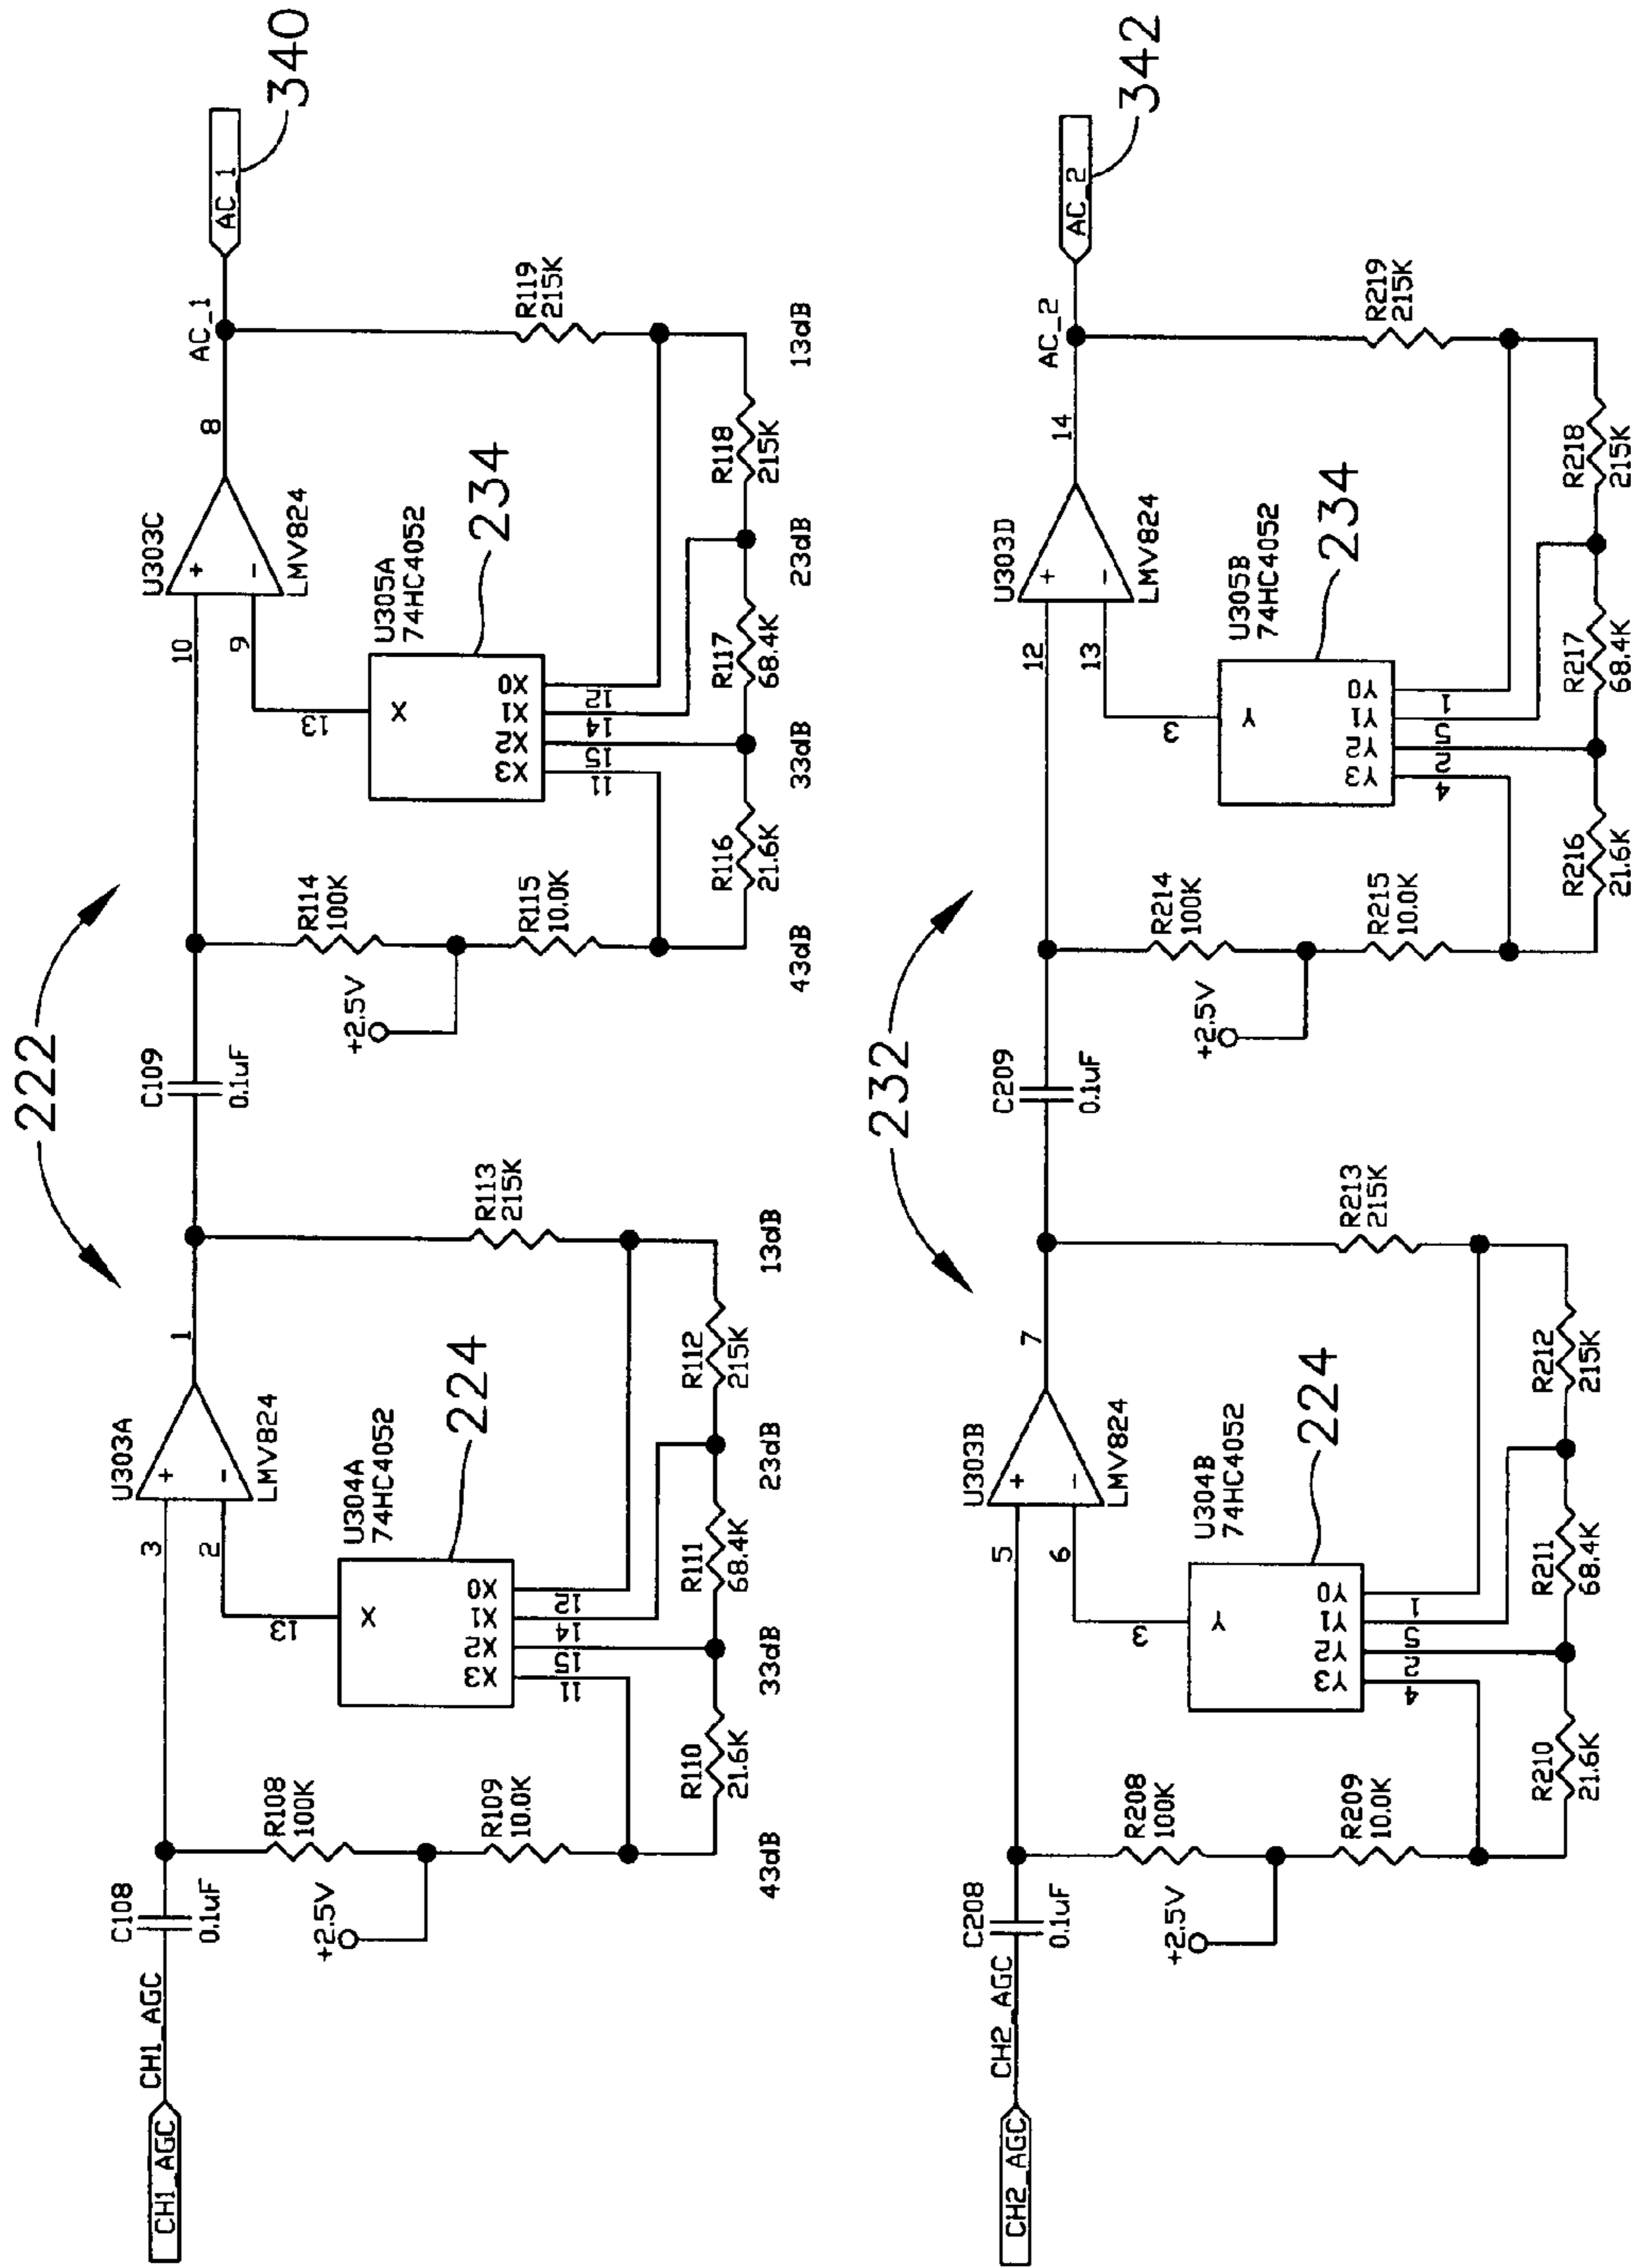 222
CH1_AGC
CH1_AGC
C108
0.1uF
R108
100K
+2.5V
R109
10.0K
43dB
3
2
U303A
+
-
LMV824
1
U304A
74HC4052
224
13
X
X3 X2 X1 X0
11 15 14 12
R110
21.6K
33dB
R111
68.4K
23dB
R112
215K
13dB
R113
215K
C109
0.1uF
R114
100K
+2.5V
R115
10.0K
43dB
10
9
U303C
+
-
LMV824
8
U305A
74HC4052
234
13
X
X3 X2 X1 X0
11 15 14 12
R116
21.6K
33dB
R117
68.4K
23dB
R118
215K
13dB
R119
215K
AC_1
AC_1
340
232
CH2_AGC
CH2_AGC
C208
0.1uF
R208
100K
+2.5V
R209
10.0K
5
6
U303B
+
-
LMV824
7
U304B
74HC4052
224
3
Y
Y3 Y2 Y1 Y0
4 2 5 1
R210
21.6K
R211
68.4K
R212
215K
R213
215K
C209
0.1uF
R214
100K
+2.5V
R215
10.0K
12
13
U303D
+
-
LMV824
14
U305B
74HC4052
234
3
Y
Y3 Y2 Y1 Y0
4 2 5 1
R216
21.6K
R217
68.4K
R218
215K
R219
215K
AC_2
AC_2
342